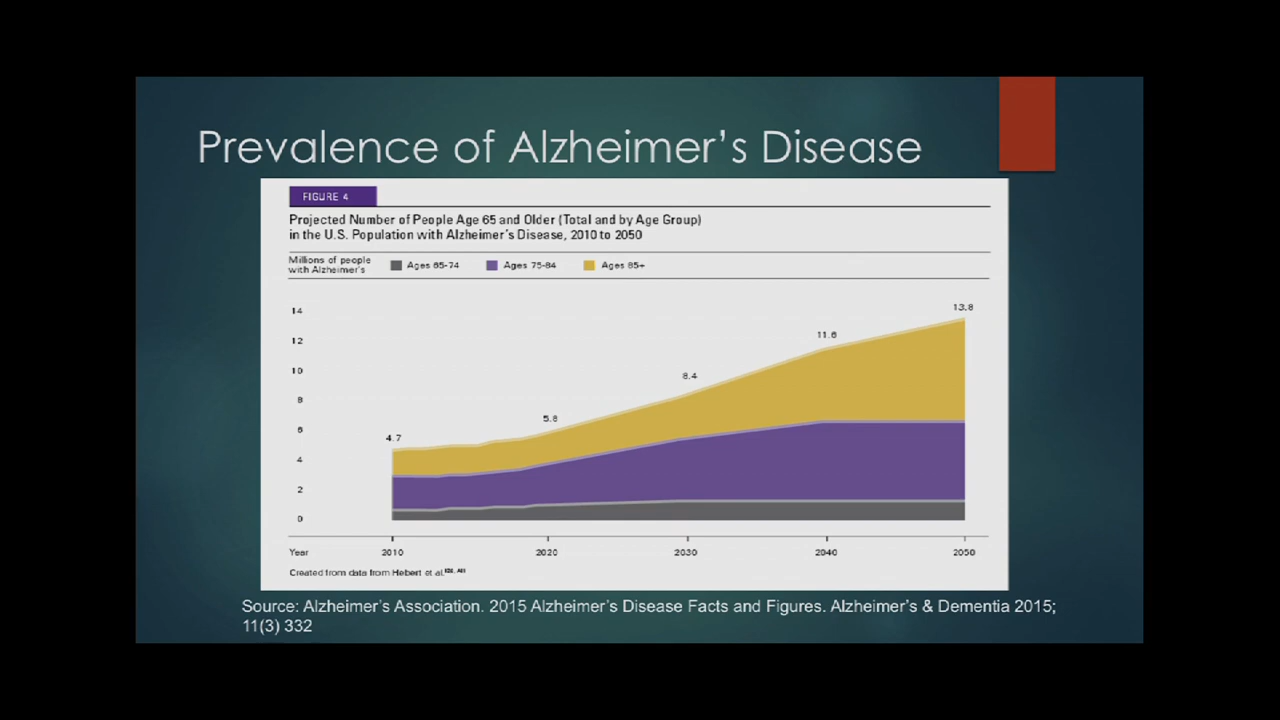 Prevalence of Alzheimer's Disease
FIGURE 4
Projected Number of People Age 65 and Older (Total and by Age Group)
in the U.S. Population with Alzheimer's Disease, 2010 to 2050
Millions of people
with Alzheimer's
Ages 65-74
Ages 75-84
Ages 85+
14
12
10
8
6
4
2
0
4.7
5.8
8.4
11.6
13.8
Year 2010 2020 2030 2040 2050
Created from data from Hebert et al.
Source: Alzheimer's Association. 2015 Alzheimer's Disease Facts and Figures. Alzheimer's & Dementia 2015;
11(3) 332